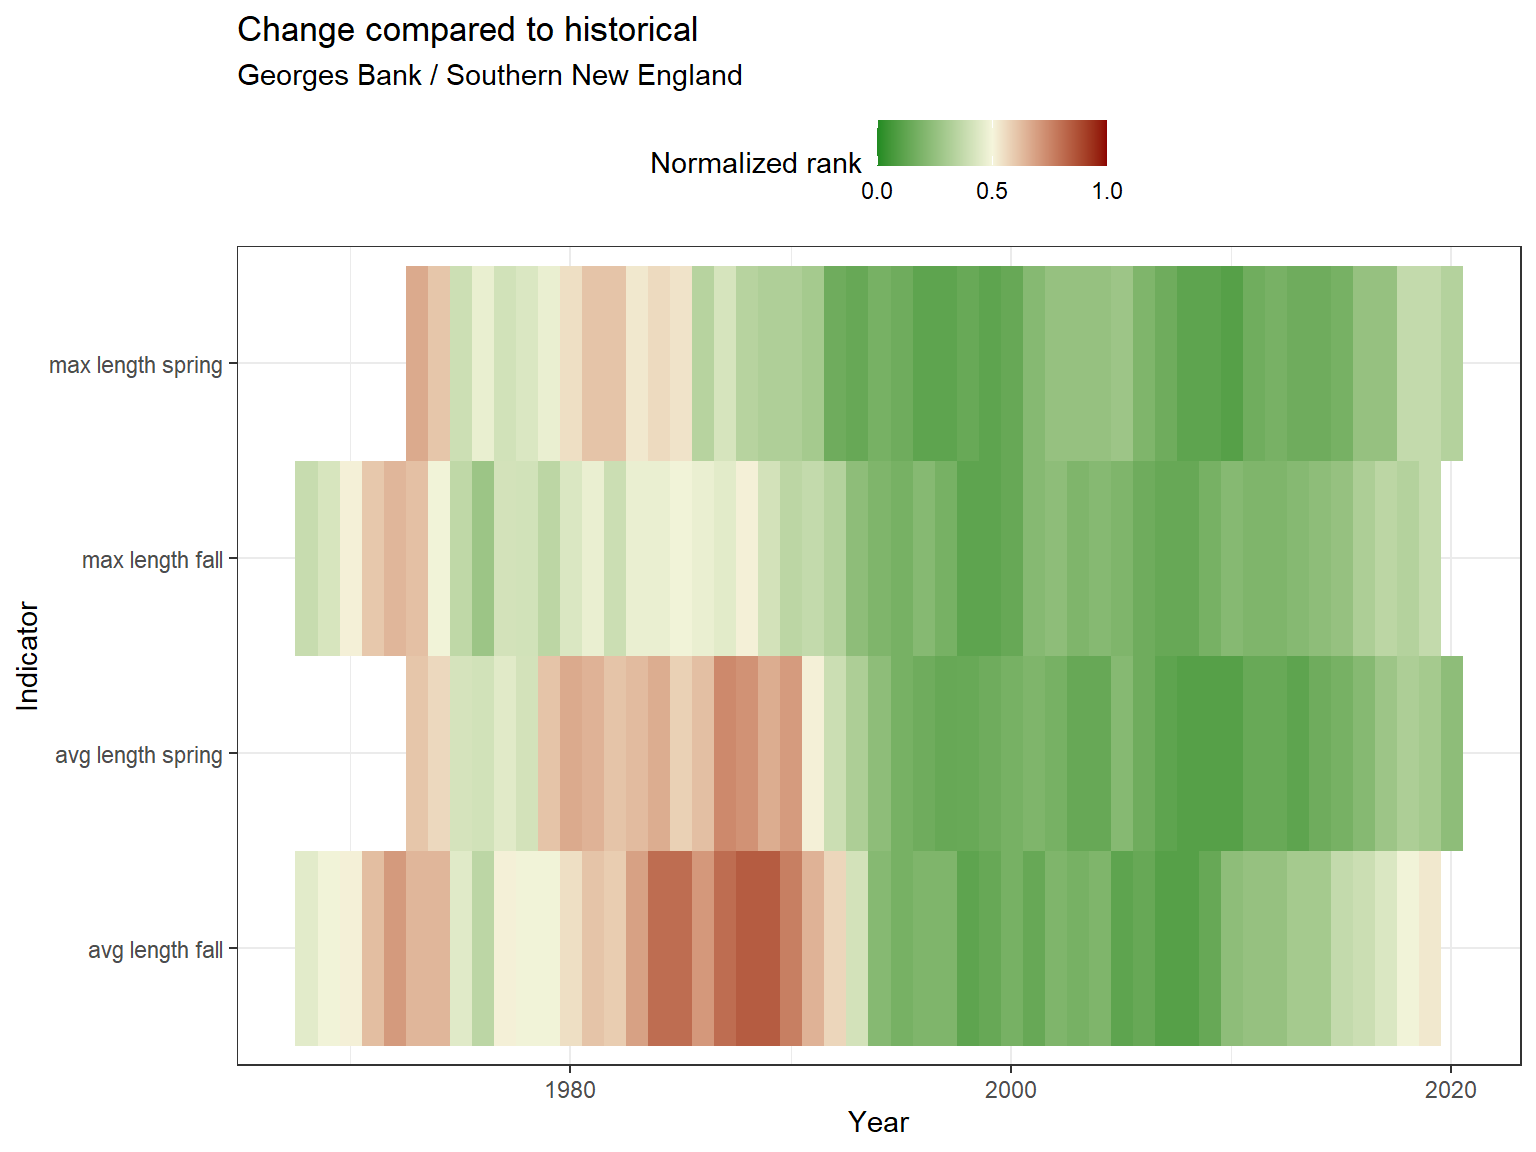 Change compared to historical
Georges Bank / Southern New England
Normalized rank
0.0 0.5 1.0
max length spring
max length fall
avg length spring
avg length fall
Indicator
1980 2000 2020
Year